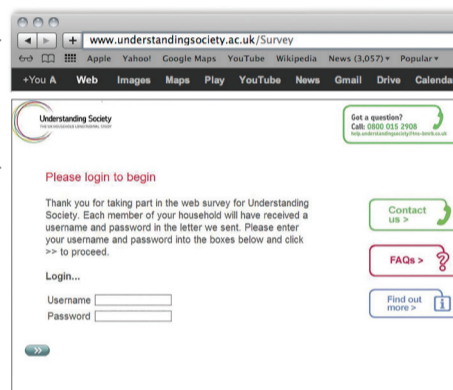 www.understandingsociety.ac.uk/Survey
Apple Yahoo! Google Maps YouTube Wikipedia News (3,057) Popular
+You A Web Images Maps Play YouTube News Gmail Drive Calenda
Understanding Society
Got a question?
Call: 0800 015 2908
Please login to begin
Thank you for taking part in the web survey for Understanding
Society. Each member of your household will have received a
username and password in the letter we sent. Please enter
your username and password into the boxes below and click
>> to proceed.
Login...
Username
Password
>>
Contact
us >
FAQs > ?
Find out
more > i